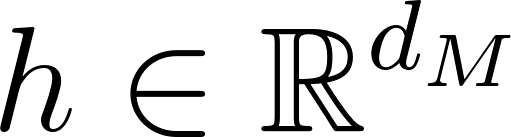 h ∈ ℝ^{d_M}